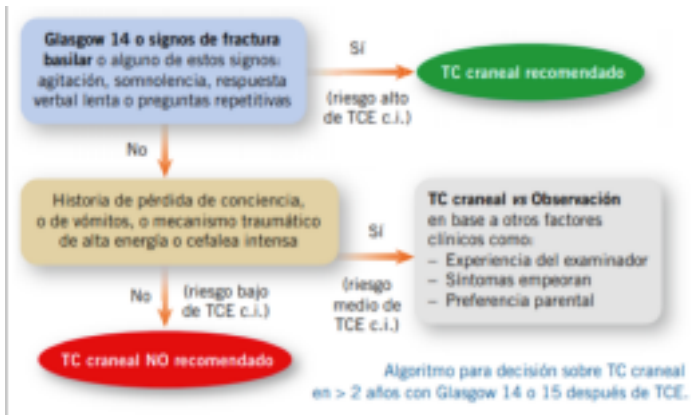 Glasgow 14 o signos de fractura
basilar o alguno de estos signos:
agitación, somnolencia, respuesta
verbal lenta o preguntas repetitivas
Sí
(riesgo alto
de TCE c.i.)
TC craneal recomendado
No
Historia de pérdida de conciencia,
o de vómitos, o mecanismo traumático
de alta energía o cefalea intensa
Sí
(riesgo
medio de
TCE c.i.)
TC craneal vs Observación
en base a otros factores
clínicos como:
– Experiencia del examinador
– Síntomas empeoran
– Preferencia parental
No
(riesgo bajo
de TCE c.i.)
TC craneal NO recomendado
Algoritmo para decisión sobre TC craneal
en > 2 años con Glasgow 14 o 15 después de TCE.